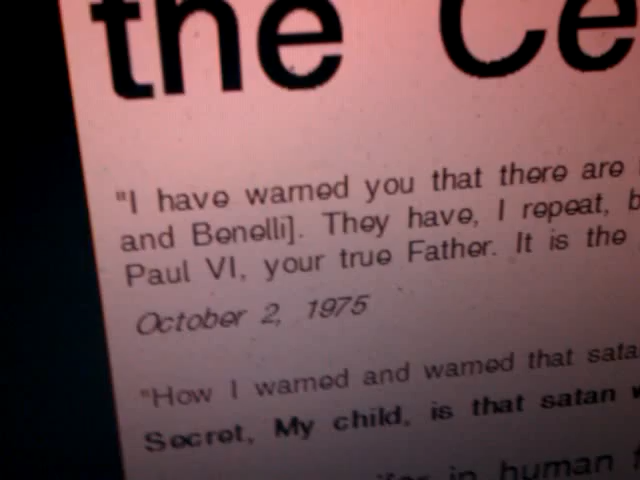 the Ce
"I have warned you that there are
and Benelli]. They have, I repeat, b
Paul VI, your true Father. It is the
October 2, 1975
"How I warned and warned that sata
Secret, My child, is that satan w
in human f